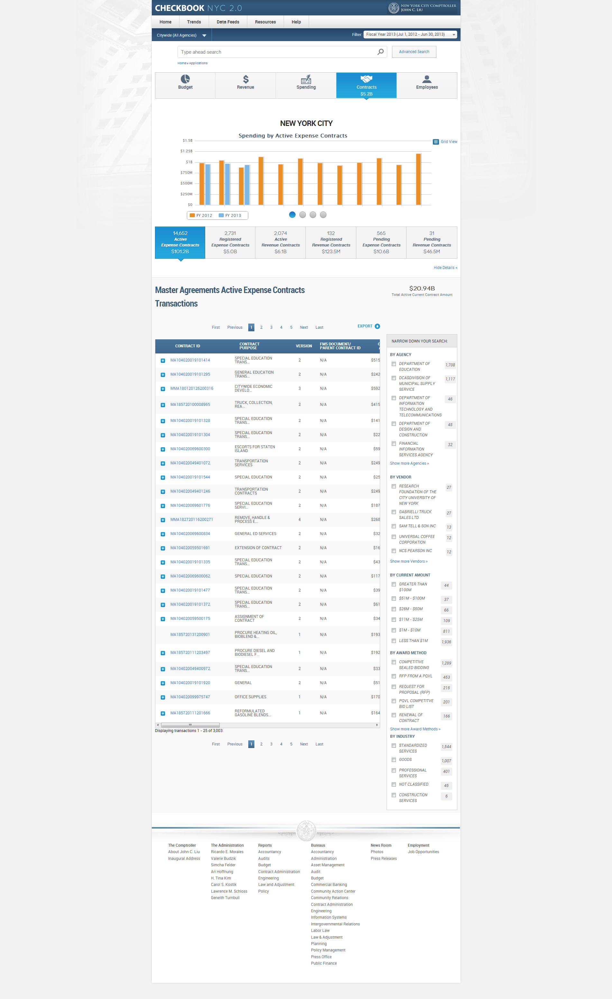 CHECKBOOK NYC 2.0
NEW YORK CITY COMPTROLLER
JOHN C. LIU
Home Trends Data Feeds Resources Help
Citywide (All Agencies)
Filter: Fiscal Year 2013 (Jul 1, 2012 - Jun 30, 2013)
Type ahead search
Advanced Search
Home » Applications
Budget Revenue Spending Contracts Employees
$5.2B
NEW YORK CITY
Spending by Active Expense Contracts
Grid View
$1.5B
$1.25B
$1B
$750M
$500M
$250M
$0
FY 2012 FY 2013
14,652 2,731 2,074 132 565 31
Active Registered Active Registered Pending Pending
Expense Contracts Expense Contracts Revenue Contracts Revenue Contracts Expense Contracts Revenue Contracts
$101.2B $5.0B $6.1B $123.5M $10.6B $46.5M
Hide Details «
Master Agreements Active Expense Contracts
Transactions
$20.94B
Total Active Current Contract Amount
First Previous 1 2 3 4 5 Next Last
EXPORT
CONTRACT ID CONTRACT PURPOSE VERSION FMS DOCUMENT/ PARENT CONTRACT ID
MA104020019101414 SPECIAL EDUCATION TRANS... 2 N/A $515
MA104020019101295 GENERAL EDUCATION TRANS... 2 N/A $242
MMA180120126200316 CITYWIDE ECONOMIC DEVELO... 3 N/A $592
MA185720100008965 TRUCK, COLLECTION, REA... 2 N/A $415
MA104020019101328 SPECIAL EDUCATION TRANS... 2 N/A $141
MA104020019101304 SPECIAL EDUCATION TRANS... 2 N/A $22
MA104020069600300 ESCORTS FOR STATEN ISLAND 2 N/A $59
MA104020049401072 TRANSPORTATION SERVICES 2 N/A $249
MA104020019101544 SPECIAL EDUCATION 2 N/A $25
MA104020049401246 TRANSPORTATION CONTRACTS 2 N/A $249
MA104020069601776 SPECIAL EDUCATION SERVI... 2 N/A $187
MMA182720116200271 REMOVE, HANDLE & PROCESS E... 4 N/A $268
MA104020069600834 GENERAL ED SERVICES 2 N/A $32
MA104020059501691 EXTENSION OF CONTRACT 2 N/A $16
MA104020019101335 SPECIAL EDUCATION TRANS... 2 N/A $43
MA104020069600062 SPECIAL EDUCATION 2 N/A $117
MA104020019101477 SPECIAL EDUCATION TRANS... 2 N/A $39
MA104020019101372 SPECIAL EDUCATION TRANS... 2 N/A $61
MA104020059500175 ASSIGNMENT OF CONTRACT 2 N/A $34
MA185720131200901 PROCURE HEATING OIL, BIOBLEND &... 1 N/A $193
MA185720111203497 PROCURE DIESEL AND BIODIESEL F... 1 N/A $192
MA104020049400972 SPECIAL EDUCATION TRANS... 2 N/A $33
MA104020019101920 GENERAL 2 N/A $51
MA104020099975747 OFFICE SUPPLIES 1 N/A $170
MA185720111201666 REFORMULATED GASOLINE BLENDS... 1 N/A $164
Displaying transactions 1 - 25 of 3,003
First Previous 1 2 3 4 5 Next Last
NARROW DOWN YOUR SEARCH:
BY AGENCY
DEPARTMENT OF 1,708
EDUCATION
DCASDIVISION OF 1,117
MUNICIPAL SUPPLY
SERVICE
DEPARTMENT OF 46
INFORMATION
TECHNOLOGY AND
TELECOMMUNICATIONS
DEPARTMENT OF 45
DESIGN AND
CONSTRUCTION
FINANCIAL 32
INFORMATION
SERVICES AGENCY
Show more Agencies »
BY VENDOR
RESEARCH 27
FOUNDATION OF THE
CITY UNIVERSITY OF
NEW YORK
GABRIELLI TRUCK 27
SALES LTD
SAM TELL & SON INC 13
UNIVERSAL COFFEE 12
CORPORATION
NCS PEARSON INC 12
Show more Vendors »
BY CURRENT AMOUNT
GREATER THAN 44
$100M
$51M - $100M 37
$26M - $50M 66
$11M - $25M 109
$1M - $10M 811
LESS THAN $1M 1,936
BY AWARD METHOD
COMPETITIVE 1,289
SEALED BIDDING
RFP FROM A PQVL 453
REQUEST FOR 215
PROPOSAL (RFP)
PQVL COMPETITVE 201
BID LIST
RENEWAL OF 166
CONTRACT
Show more Award Methods »
BY INDUSTRY
STANDARDIZED 1,544
SERVICES
GOODS 1,007
PROFESSIONAL 401
SERVICES
NOT CLASSIFIED 45
CONSTRUCTION 6
SERVICES
The Comptroller
About John C. Liu
Inaugural Address
The Administration
Ricardo E. Morales
Valerie Budzik
Simcha Felder
Ari Hoffnung
H. Tina Kim
Carol S. Kostik
Lawrence M. Schloss
Geneith Turnbull
Reports
Accountancy
Audits
Budget
Contract Administration
Engineering
Law and Adjustment
Policy
Bureaus
Accountancy
Administration
Asset Management
Audit
Budget
Commercial Banking
Community Action Center
Community Relations
Contract Administration
Engineering
Information Systems
Intergovernmental Relations
Labor Law
Law & Adjustment
Planning
Policy Management
Press Office
Public Finance
News Room
Photos
Press Releases
Employment
Job Opportunities